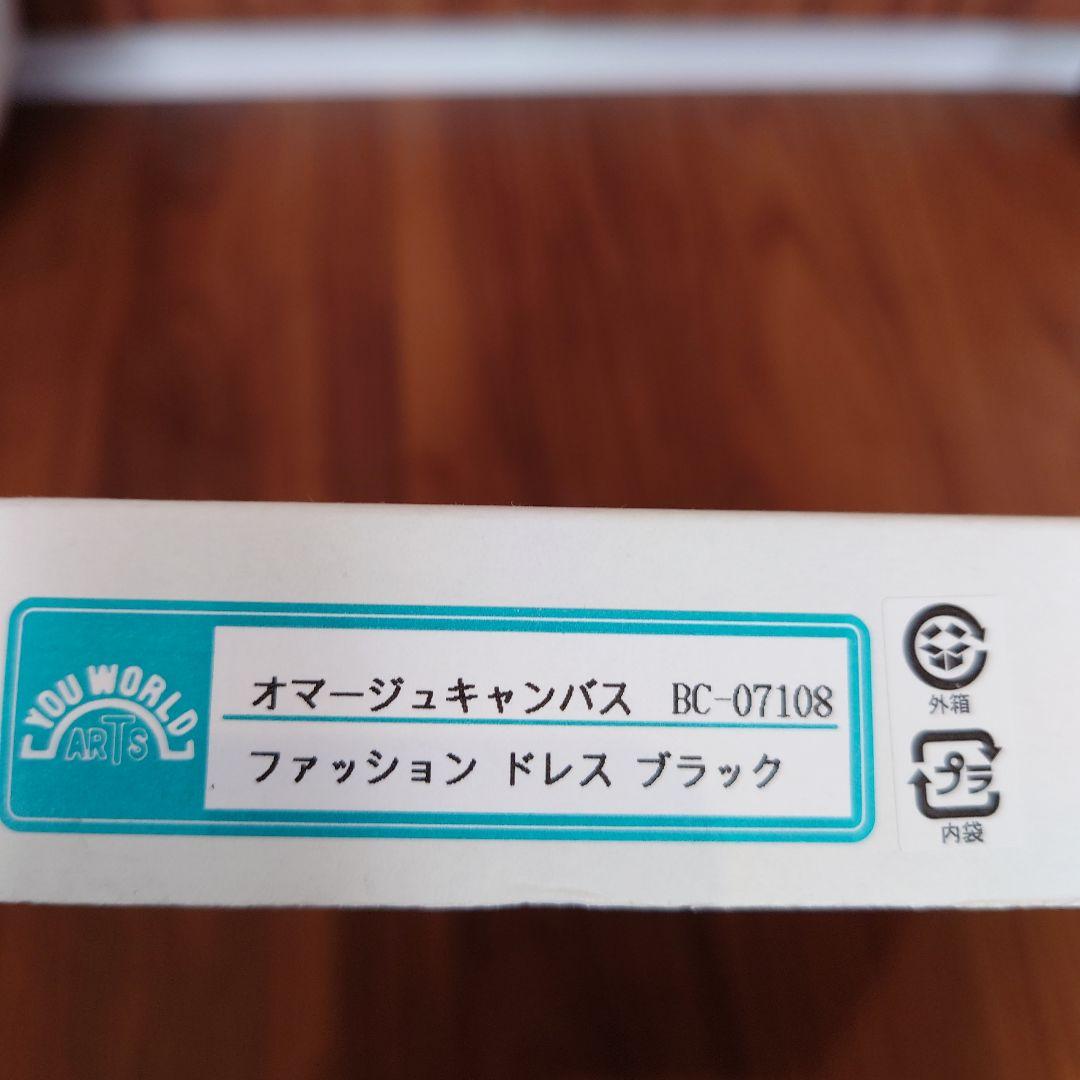 YOU WORLD
ARTS
オマージュキャンバス BC-07108
ファッション ドレス ブラック
外箱
プラ
内袋